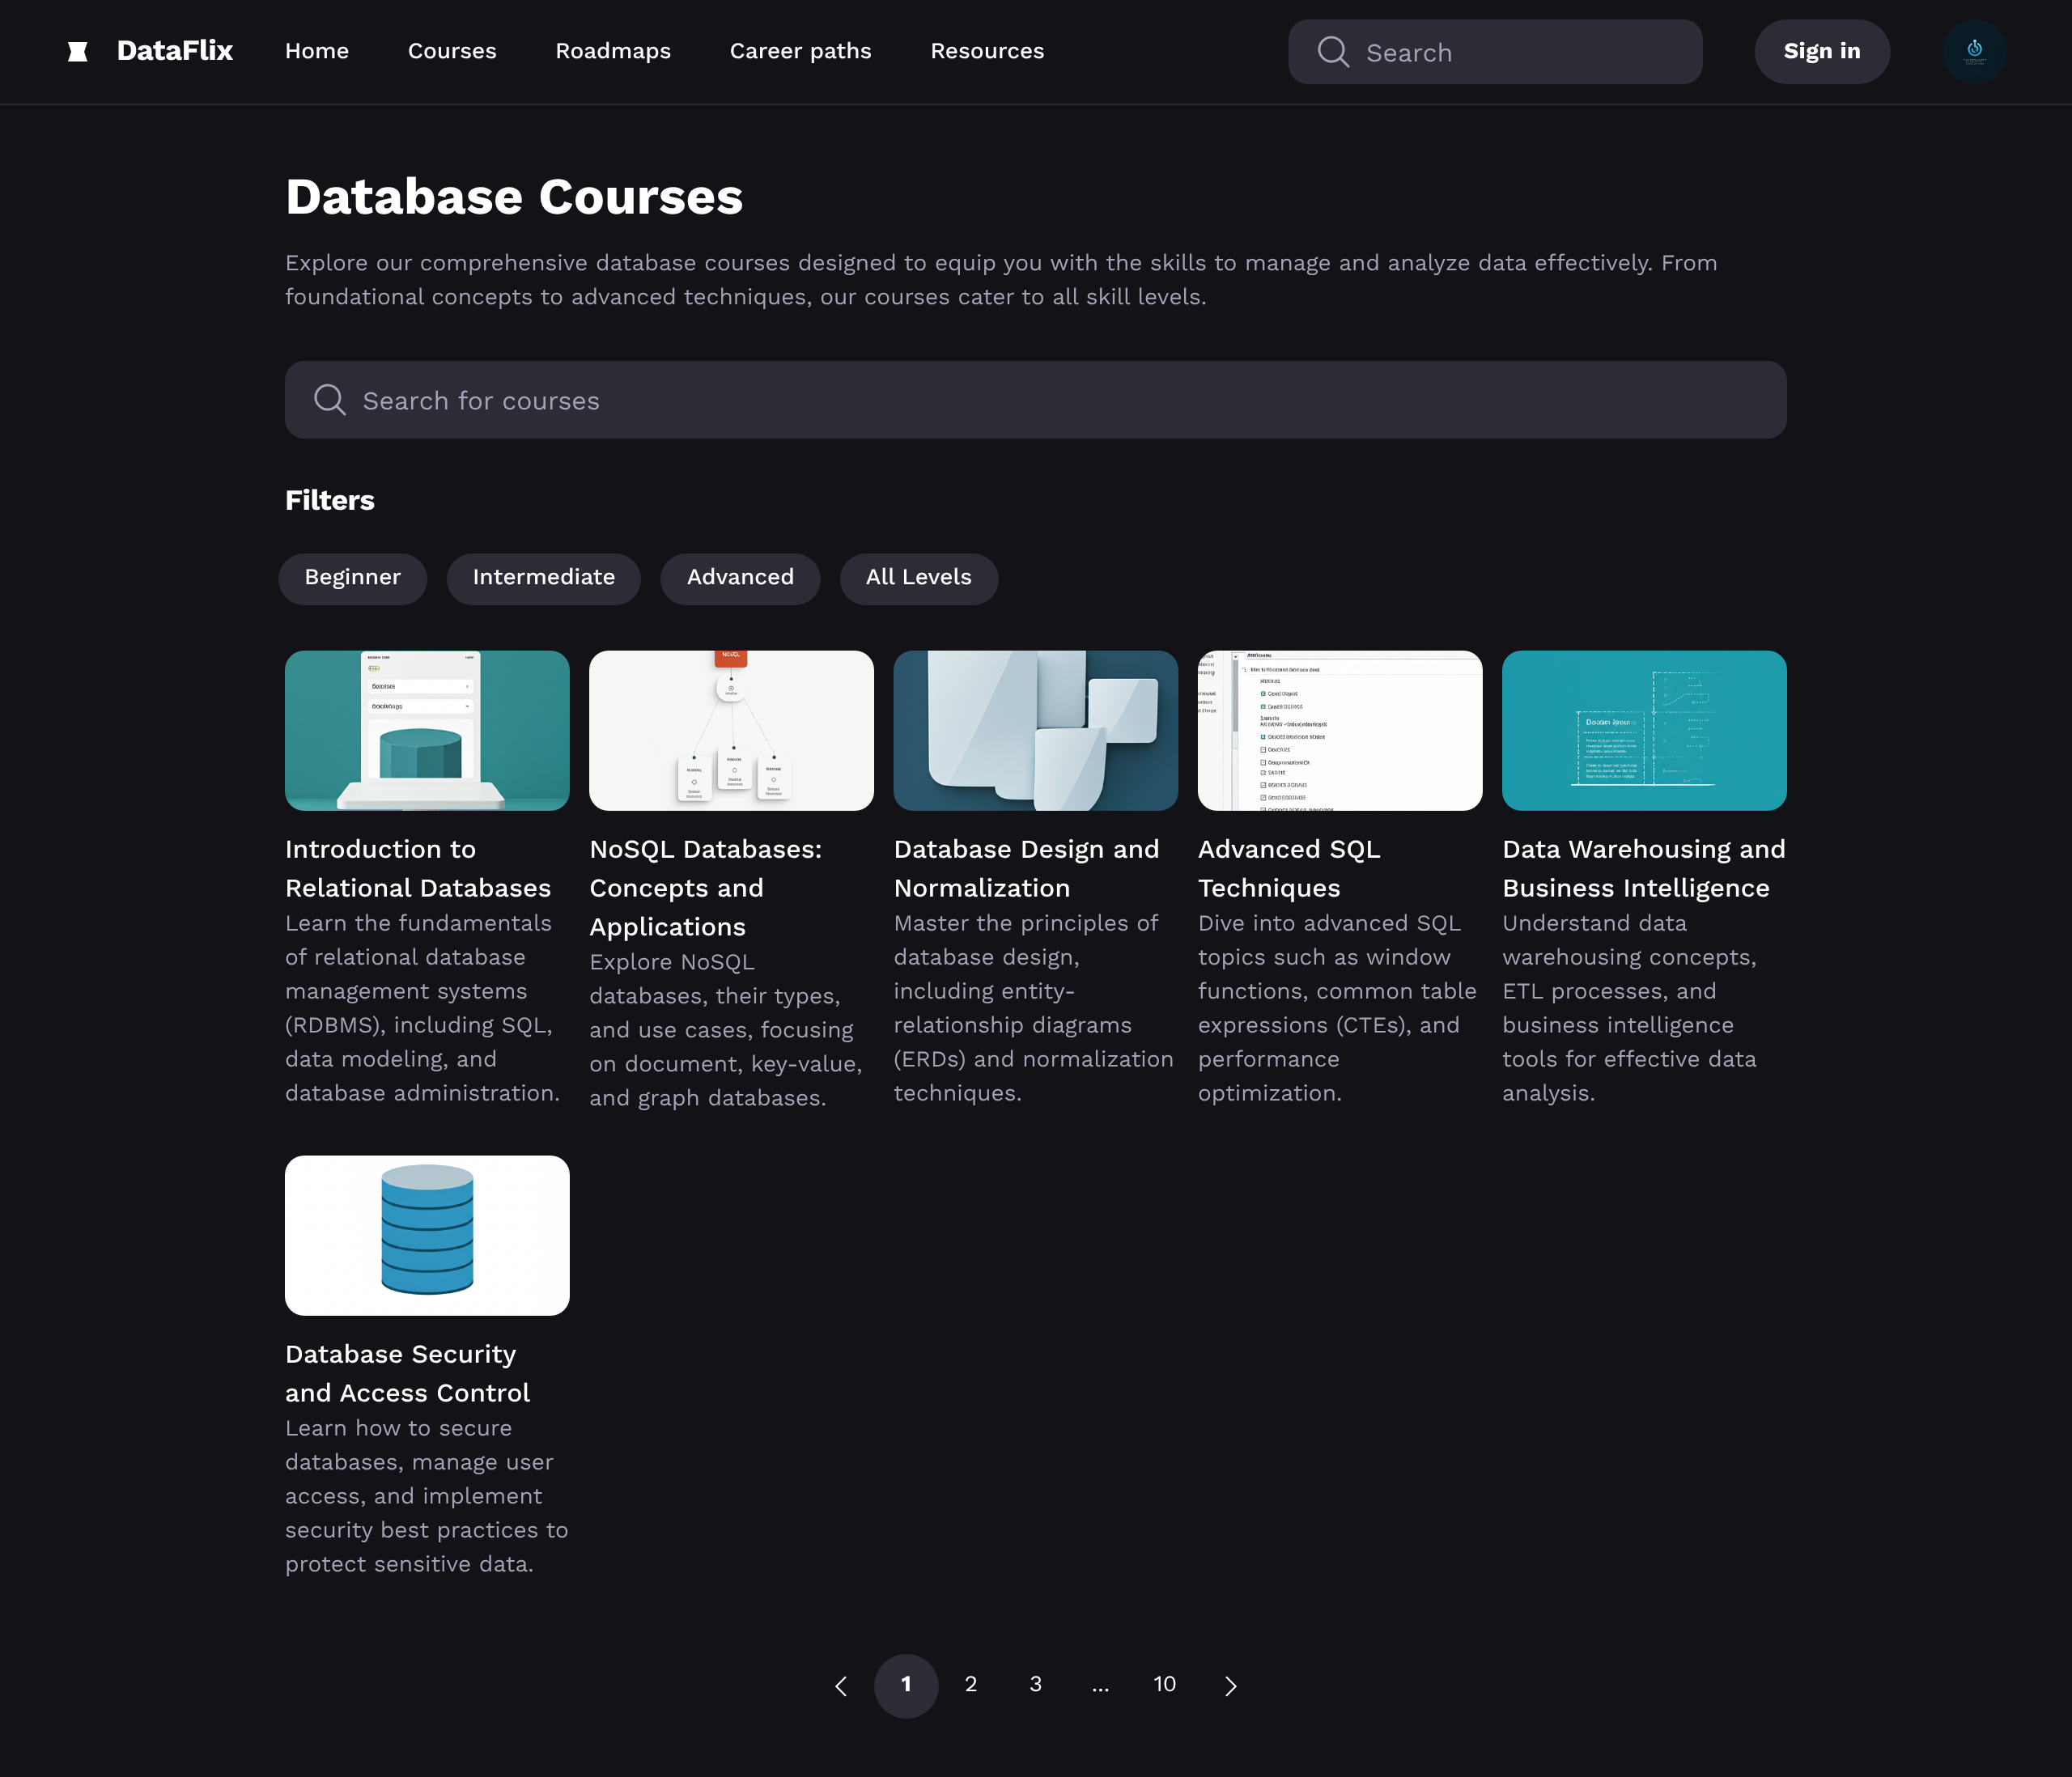 DataFlix
Home
Courses
Roadmaps
Career paths
Resources
Search
Sign in
Database Courses
Explore our comprehensive database courses designed to equip you with the skills to manage and analyze data effectively. From
foundational concepts to advanced techniques, our courses cater to all skill levels.
Search for courses
Filters
Beginner
Intermediate
Advanced
All Levels
NoSQL
Introduction to
Relational Databases
Learn the fundamentals
of relational database
management systems
(RDBMS), including SQL,
data modeling, and
database administration.
NoSQL Databases:
Concepts and
Applications
Explore NoSQL
databases, their types,
and use cases, focusing
on document, key-value,
and graph databases.
Database Design and
Normalization
Master the principles of
database design,
including entity-
relationship diagrams
(ERDs) and normalization
techniques.
Advanced SQL
Techniques
Dive into advanced SQL
topics such as window
functions, common table
expressions (CTEs), and
performance
optimization.
Data Warehousing and
Business Intelligence
Understand data
warehousing concepts,
ETL processes, and
business intelligence
tools for effective data
analysis.
Database Security
and Access Control
Learn how to secure
databases, manage user
access, and implement
security best practices to
protect sensitive data.
1
2
3
...
10